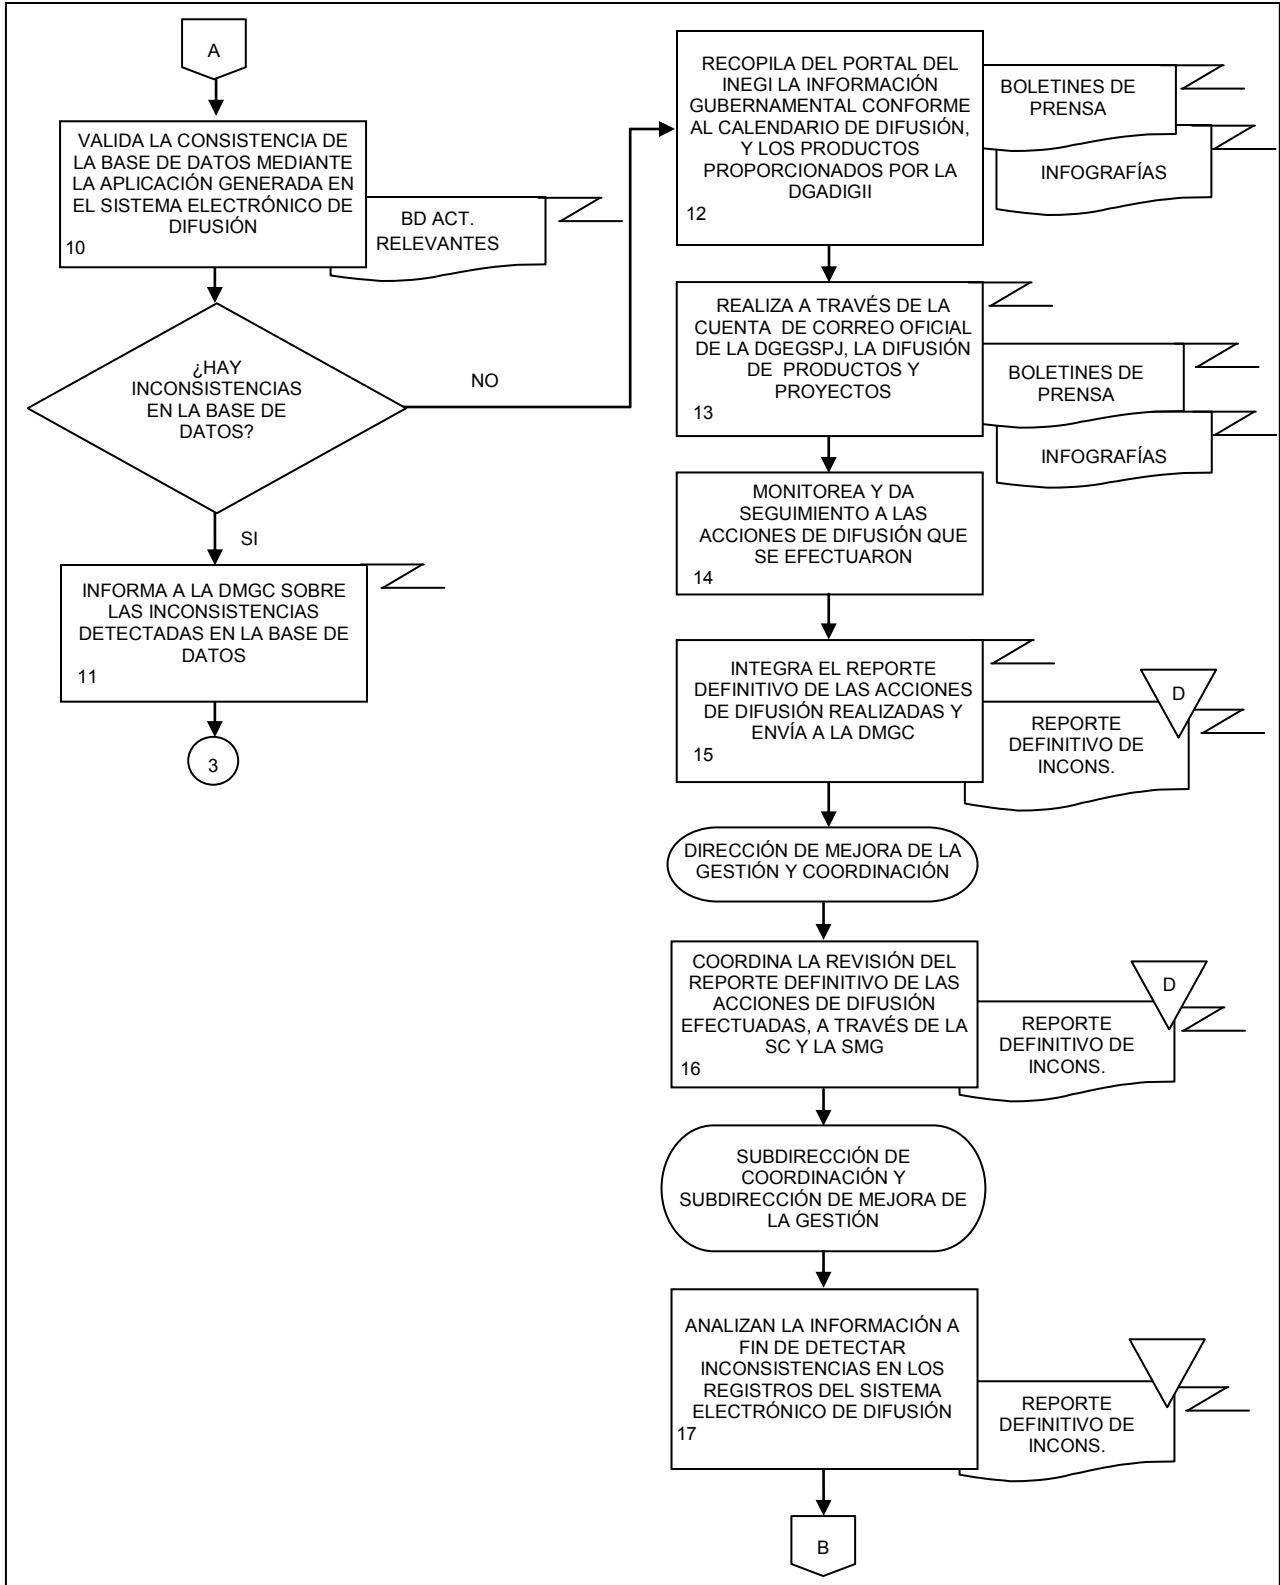 A
VALIDA LA CONSISTENCIA DE
LA BASE DE DATOS MEDIANTE
LA APLICACIÓN GENERADA EN
EL SISTEMA ELECTRÓNICO DE
DIFUSIÓN
10
BD ACT.
RELEVANTES
¿HAY
INCONSISTENCIAS
EN LA BASE DE
DATOS?
NO
SI
INFORMA A LA DMGC SOBRE
LAS INCONSISTENCIAS
DETECTADAS EN LA BASE DE
DATOS
11
3
RECOPILA DEL PORTAL DEL
INEGI LA INFORMACIÓN
GUBERNAMENTAL CONFORME
AL CALENDARIO DE DIFUSIÓN,
Y LOS PRODUCTOS
PROPORCIONADOS POR LA
DGADIGII
12
BOLETINES DE
PRENSA
INFOGRAFÍAS
REALIZA A TRAVÉS DE LA
CUENTA DE CORREO OFICIAL
DE LA DGEGSPJ, LA DIFUSIÓN
DE PRODUCTOS Y
PROYECTOS
13
BOLETINES DE
PRENSA
INFOGRAFÍAS
MONITOREA Y DA
SEGUIMIENTO A LAS
ACCIONES DE DIFUSIÓN QUE
SE EFECTUARON
14
INTEGRA EL REPORTE
DEFINITIVO DE LAS ACCIONES
DE DIFUSIÓN REALIZADAS Y
ENVÍA A LA DMGC
15
D
REPORTE
DEFINITIVO DE
INCONS.
DIRECCIÓN DE MEJORA DE LA
GESTIÓN Y COORDINACIÓN
COORDINA LA REVISIÓN DEL
REPORTE DEFINITIVO DE LAS
ACCIONES DE DIFUSIÓN
EFECTUADAS, A TRAVÉS DE LA
SC Y LA SMG
16
D
REPORTE
DEFINITIVO DE
INCONS.
SUBDIRECCIÓN DE
COORDINACIÓN Y
SUBDIRECCIÓN DE MEJORA DE
LA GESTIÓN
ANALIZAN LA INFORMACIÓN A
FIN DE DETECTAR
INCONSISTENCIAS EN LOS
REGISTROS DEL SISTEMA
ELECTRÓNICO DE DIFUSIÓN
17
REPORTE
DEFINITIVO DE
INCONS.
B